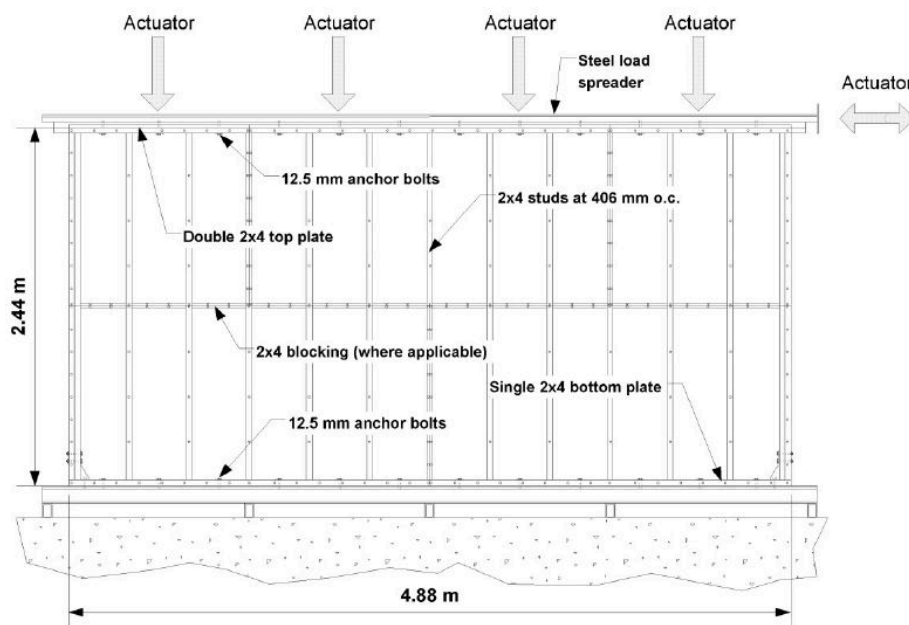 Actuator
Actuator
Actuator
Actuator
Steel load
spreader
Actuator
12.5 mm anchor bolts
2x4 studs at 406 mm o.c.
Double 2x4 top plate
2.44 m
2x4 blocking (where applicable)
Single 2x4 bottom plate
12.5 mm anchor bolts
4.88 m